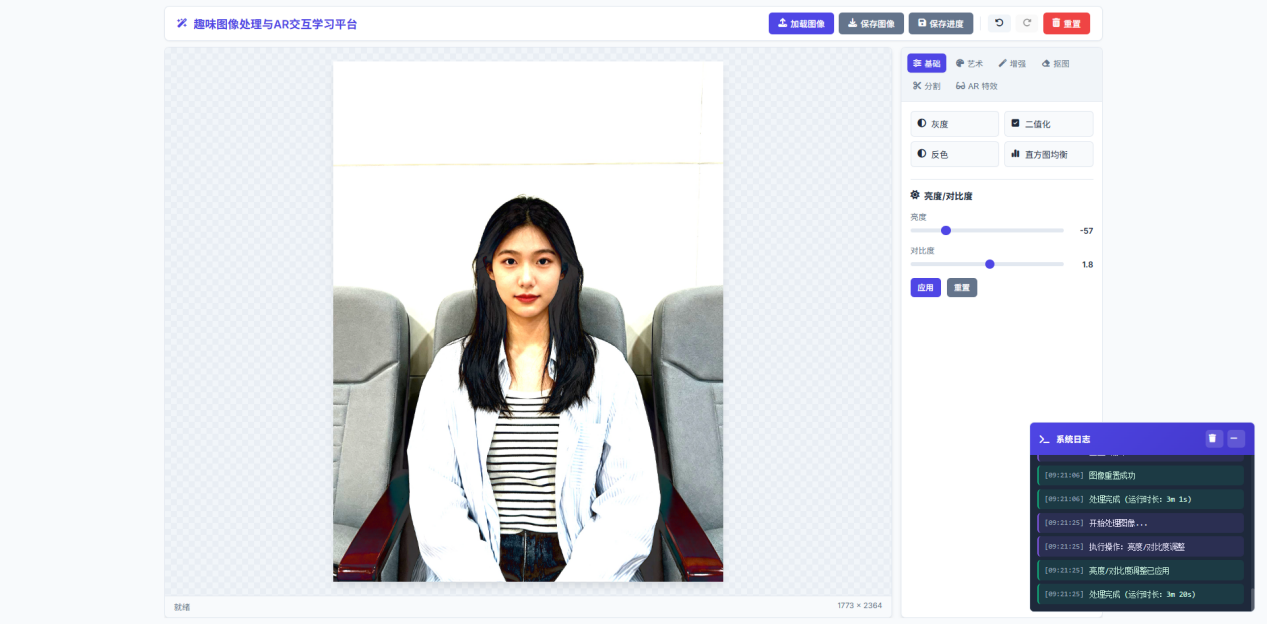 趣味图像处理与AR交互学习平台
加载图像
保存图像
保存进度
重置
基础
艺术
增强
抠图
分割
AR 特效
灰度
二值化
反色
直方图均衡
亮度/对比度
亮度
-57
对比度
1.8
应用
重置
系统日志
[09:21:06] 图像重置成功
[09:21:06] 处理完成 (运行时长: 3m 1s)
[09:21:25] 开始处理图像...
[09:21:25] 执行操作: 亮度/对比度调整
[09:21:25] 亮度/对比度调整已应用
[09:21:25] 处理完成 (运行时长: 3m 20s)
就绪
1773 × 2364